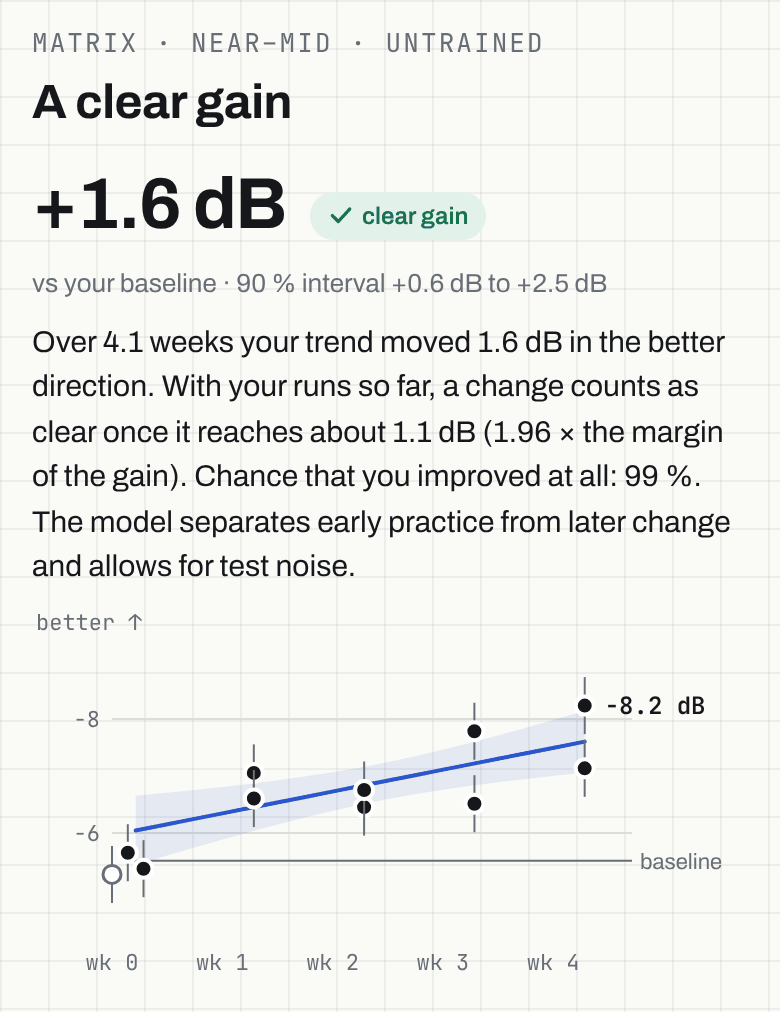 MATRIX · NEAR-MID · UNTRAINED
A clear gain
+1.6 dB
clear gain
vs your baseline · 90 % interval +0.6 dB to +2.5 dB
Over 4.1 weeks your trend moved 1.6 dB in the better
direction. With your runs so far, a change counts as
clear once it reaches about 1.1 dB (1.96 × the margin
of the gain). Chance that you improved at all: 99 %.
The model separates early practice from later change
and allows for test noise.
better ↑
-8.2 dB
-8
-6
baseline
wk 0 wk 1 wk 2 wk 3 wk 4